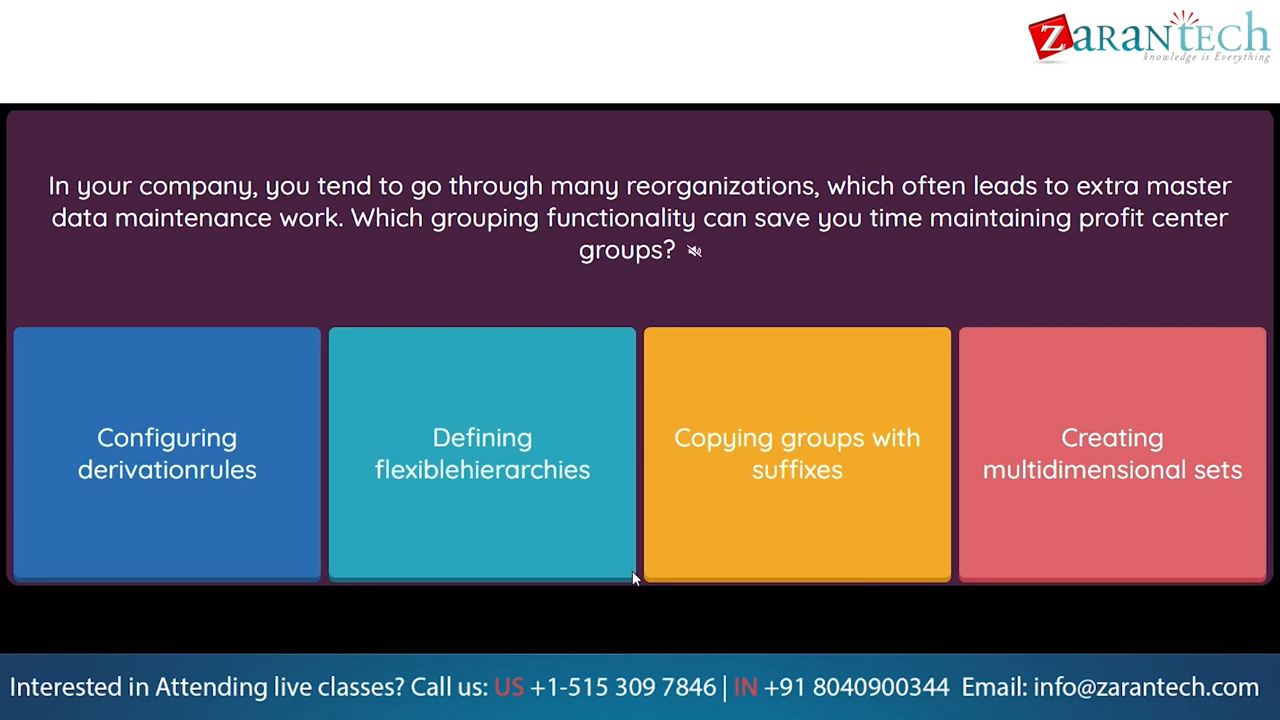 ZARANTECH
knowledge is Everything
In your company, you tend to go through many reorganizations, which often leads to extra master
data maintenance work. Which grouping functionality can save you time maintaining profit center
groups?
Configuring
derivationrules
Defining
flexiblehierarchies
Copying groups with
suffixes
Creating
multidimensional sets
Interested in Attending live classes? Call us: US +1-515 309 7846 | IN +91 8040900344 Email: info@zarantech.com